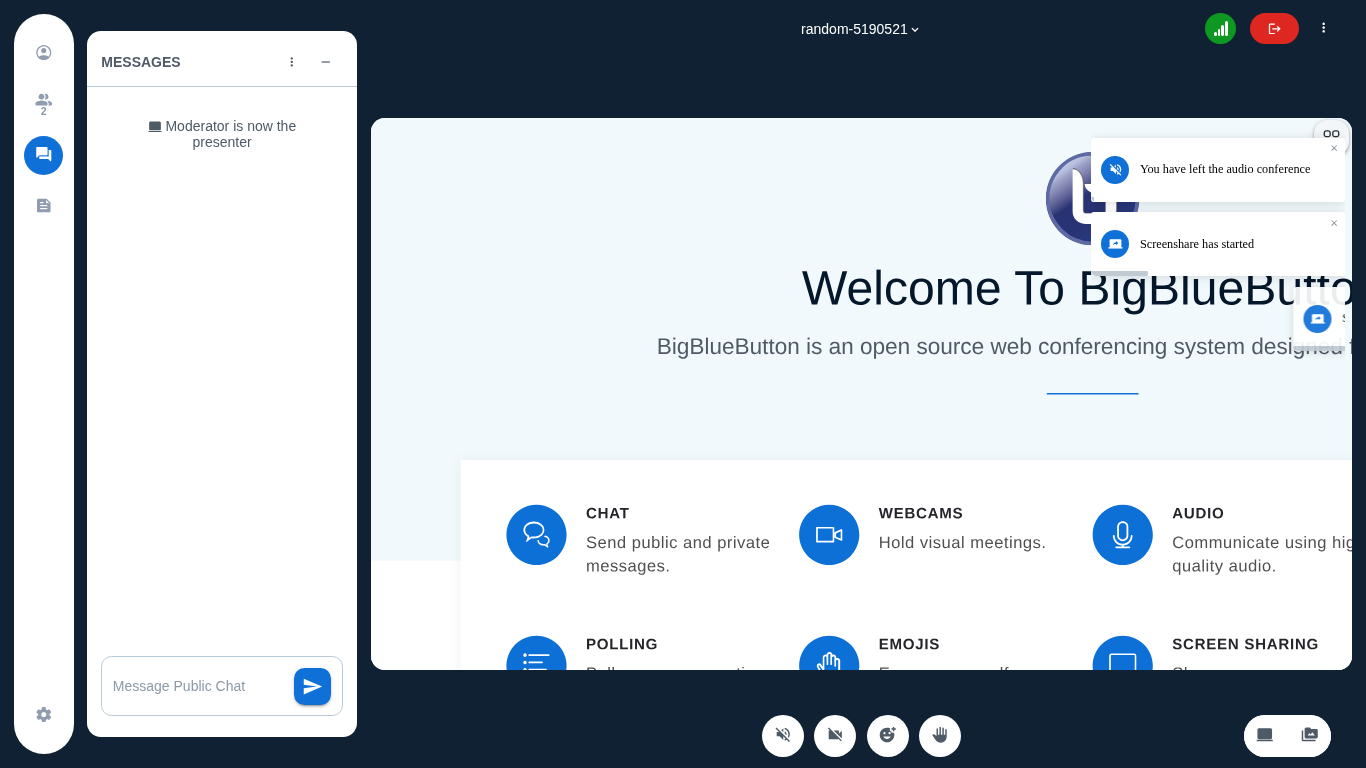 random-5190521
2
MESSAGES
Moderator is now the
presenter
Message Public Chat
You have left the audio conference
Screenshare has started
Welcome To BigBlueButto
BigBlueButton is an open source web conferencing system designed f
CHAT
Send public and private
messages.
WEBCAMS
Hold visual meetings.
AUDIO
Communicate using hig
quality audio.
POLLING
EMOJIS
SCREEN SHARING